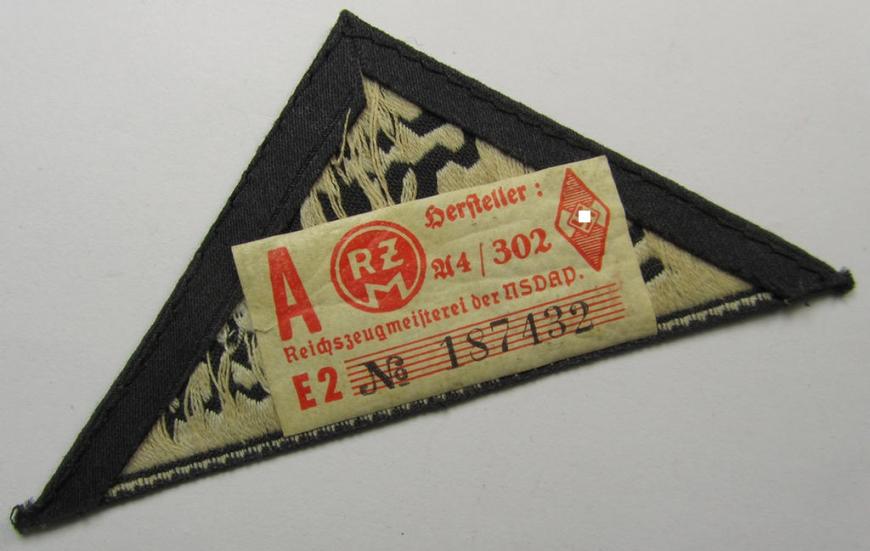 Hersteller :
A RZM A4 / 302
Reichszeugmeisterei der NSDAP.
E2 No 187432